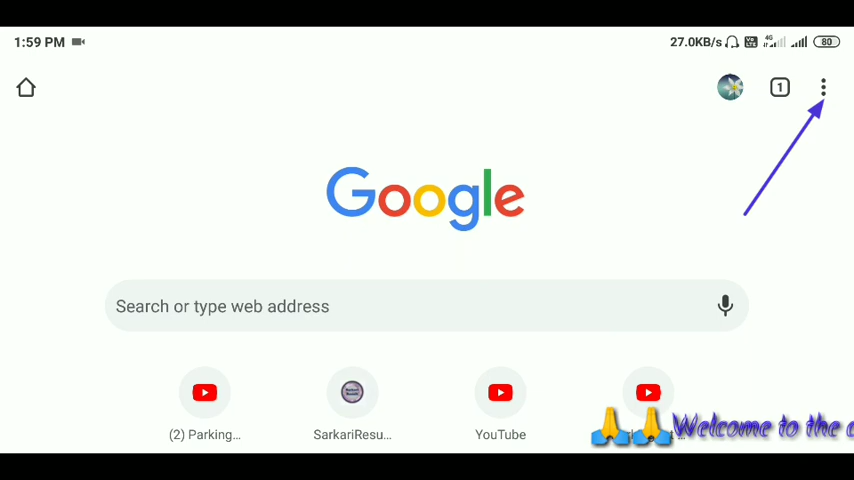 1:59 PM
27.0KB/s
4G
80
1
Google
Search or type web address
(2) Parking...
SarkariResu...
YouTube
Welcome to the